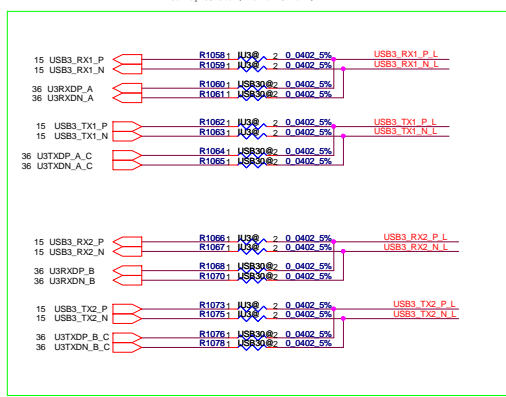 15 USB3_RX1_P R1058 1 IU3@ 2 0_0402_5% USB3_RX1_P_L
15 USB3_RX1_N R1059 1 IU3@ 2 0_0402_5% USB3_RX1_N_L
36 U3RXDP_A R1060 1 USB30@ 2 0_0402_5%
36 U3RXDN_A R1061 1 USB30@ 2 0_0402_5%
15 USB3_TX1_P R1062 1 IU3@ 2 0_0402_5% USB3_TX1_P_L
15 USB3_TX1_N R1063 1 IU3@ 2 0_0402_5% USB3_TX1_N_L
36 U3TXDP_A_C R1064 1 USB30@ 2 0_0402_5%
36 U3TXDN_A_C R1065 1 USB30@ 2 0_0402_5%
15 USB3_RX2_P R1066 1 IU3@ 2 0_0402_5% USB3_RX2_P_L
15 USB3_RX2_N R1067 1 IU3@ 2 0_0402_5% USB3_RX2_N_L
36 U3RXDP_B R1068 1 USB30@ 2 0_0402_5%
36 U3RXDN_B R1070 1 USB30@ 2 0_0402_5%
15 USB3_TX2_P R1073 1 IU3@ 2 0_0402_5% USB3_TX2_P_L
15 USB3_TX2_N R1075 1 IU3@ 2 0_0402_5% USB3_TX2_N_L
36 U3TXDP_B_C R1076 1 USB30@ 2 0_0402_5%
36 U3TXDN_B_C R1078 1 USB30@ 2 0_0402_5%